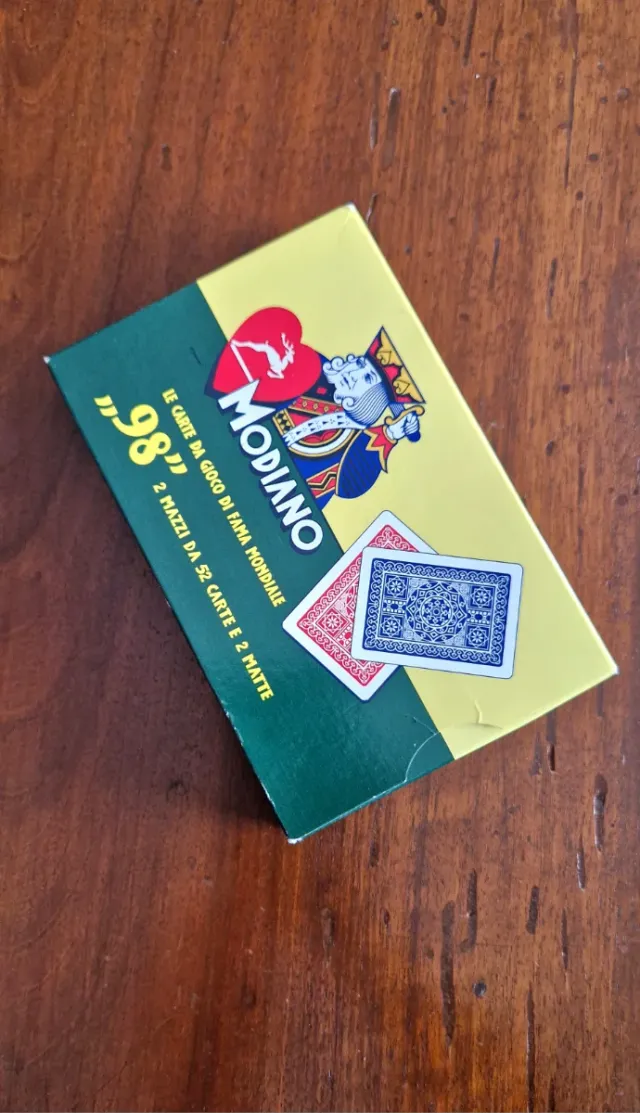 MODIANO
LE CARTE DA GIOCO DI FAMA MONDIALE
„98”
2 MAZZI DA 52 CARTE E 2 MATTE